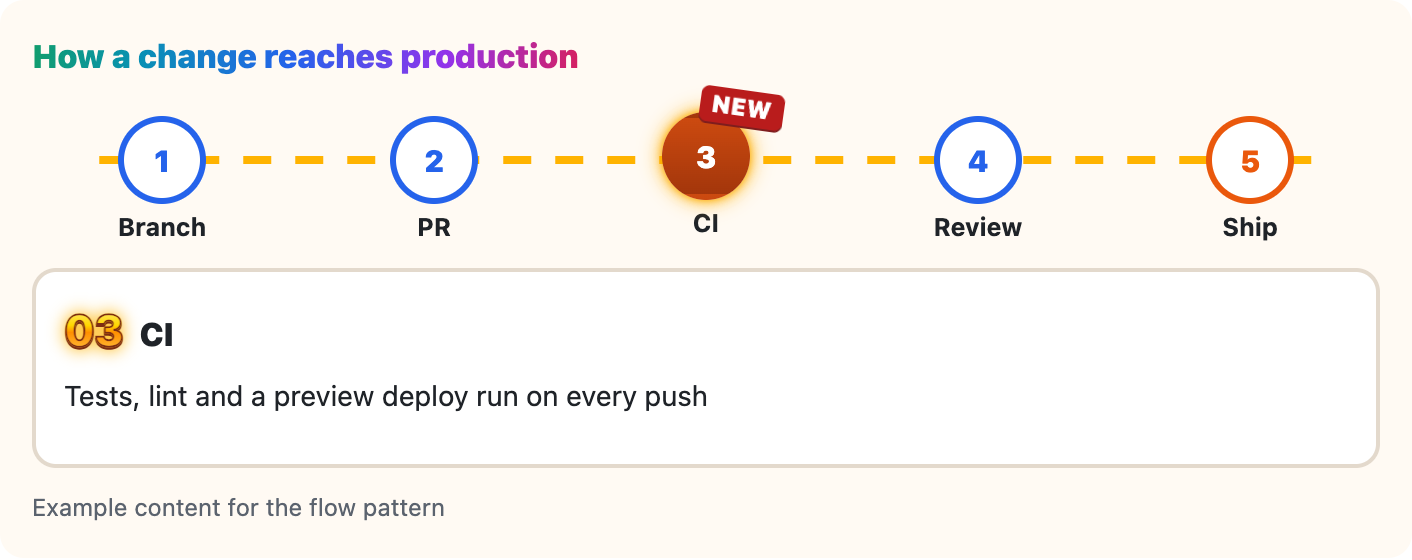 How a change reaches production
NEW
1 2 3 4 5
Branch PR CI Review Ship
03 CI
Tests, lint and a preview deploy run on every push
Example content for the flow pattern